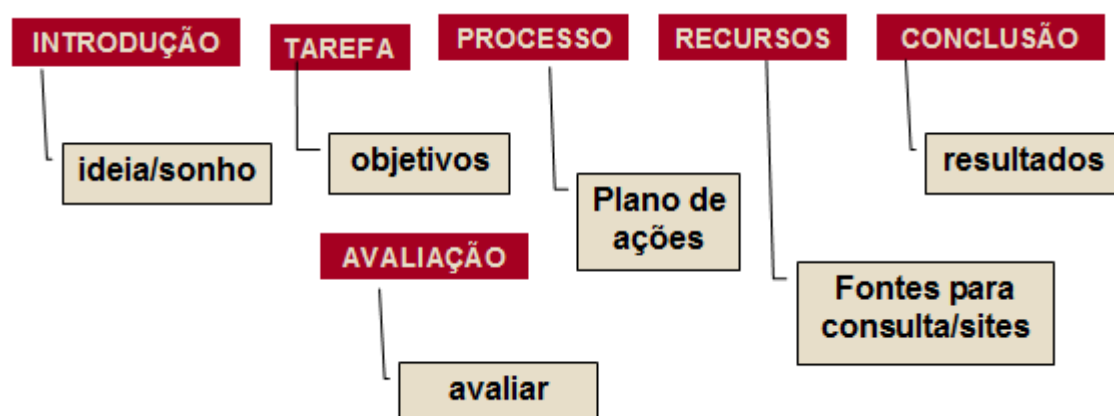 INTRODUÇÃO
TAREFA
PROCESSO
RECURSOS
CONCLUSÃO
ideia/sonho
objetivos
Plano de
ações
resultados
AVALIAÇÃO
Fontes para
consulta/sites
avaliar